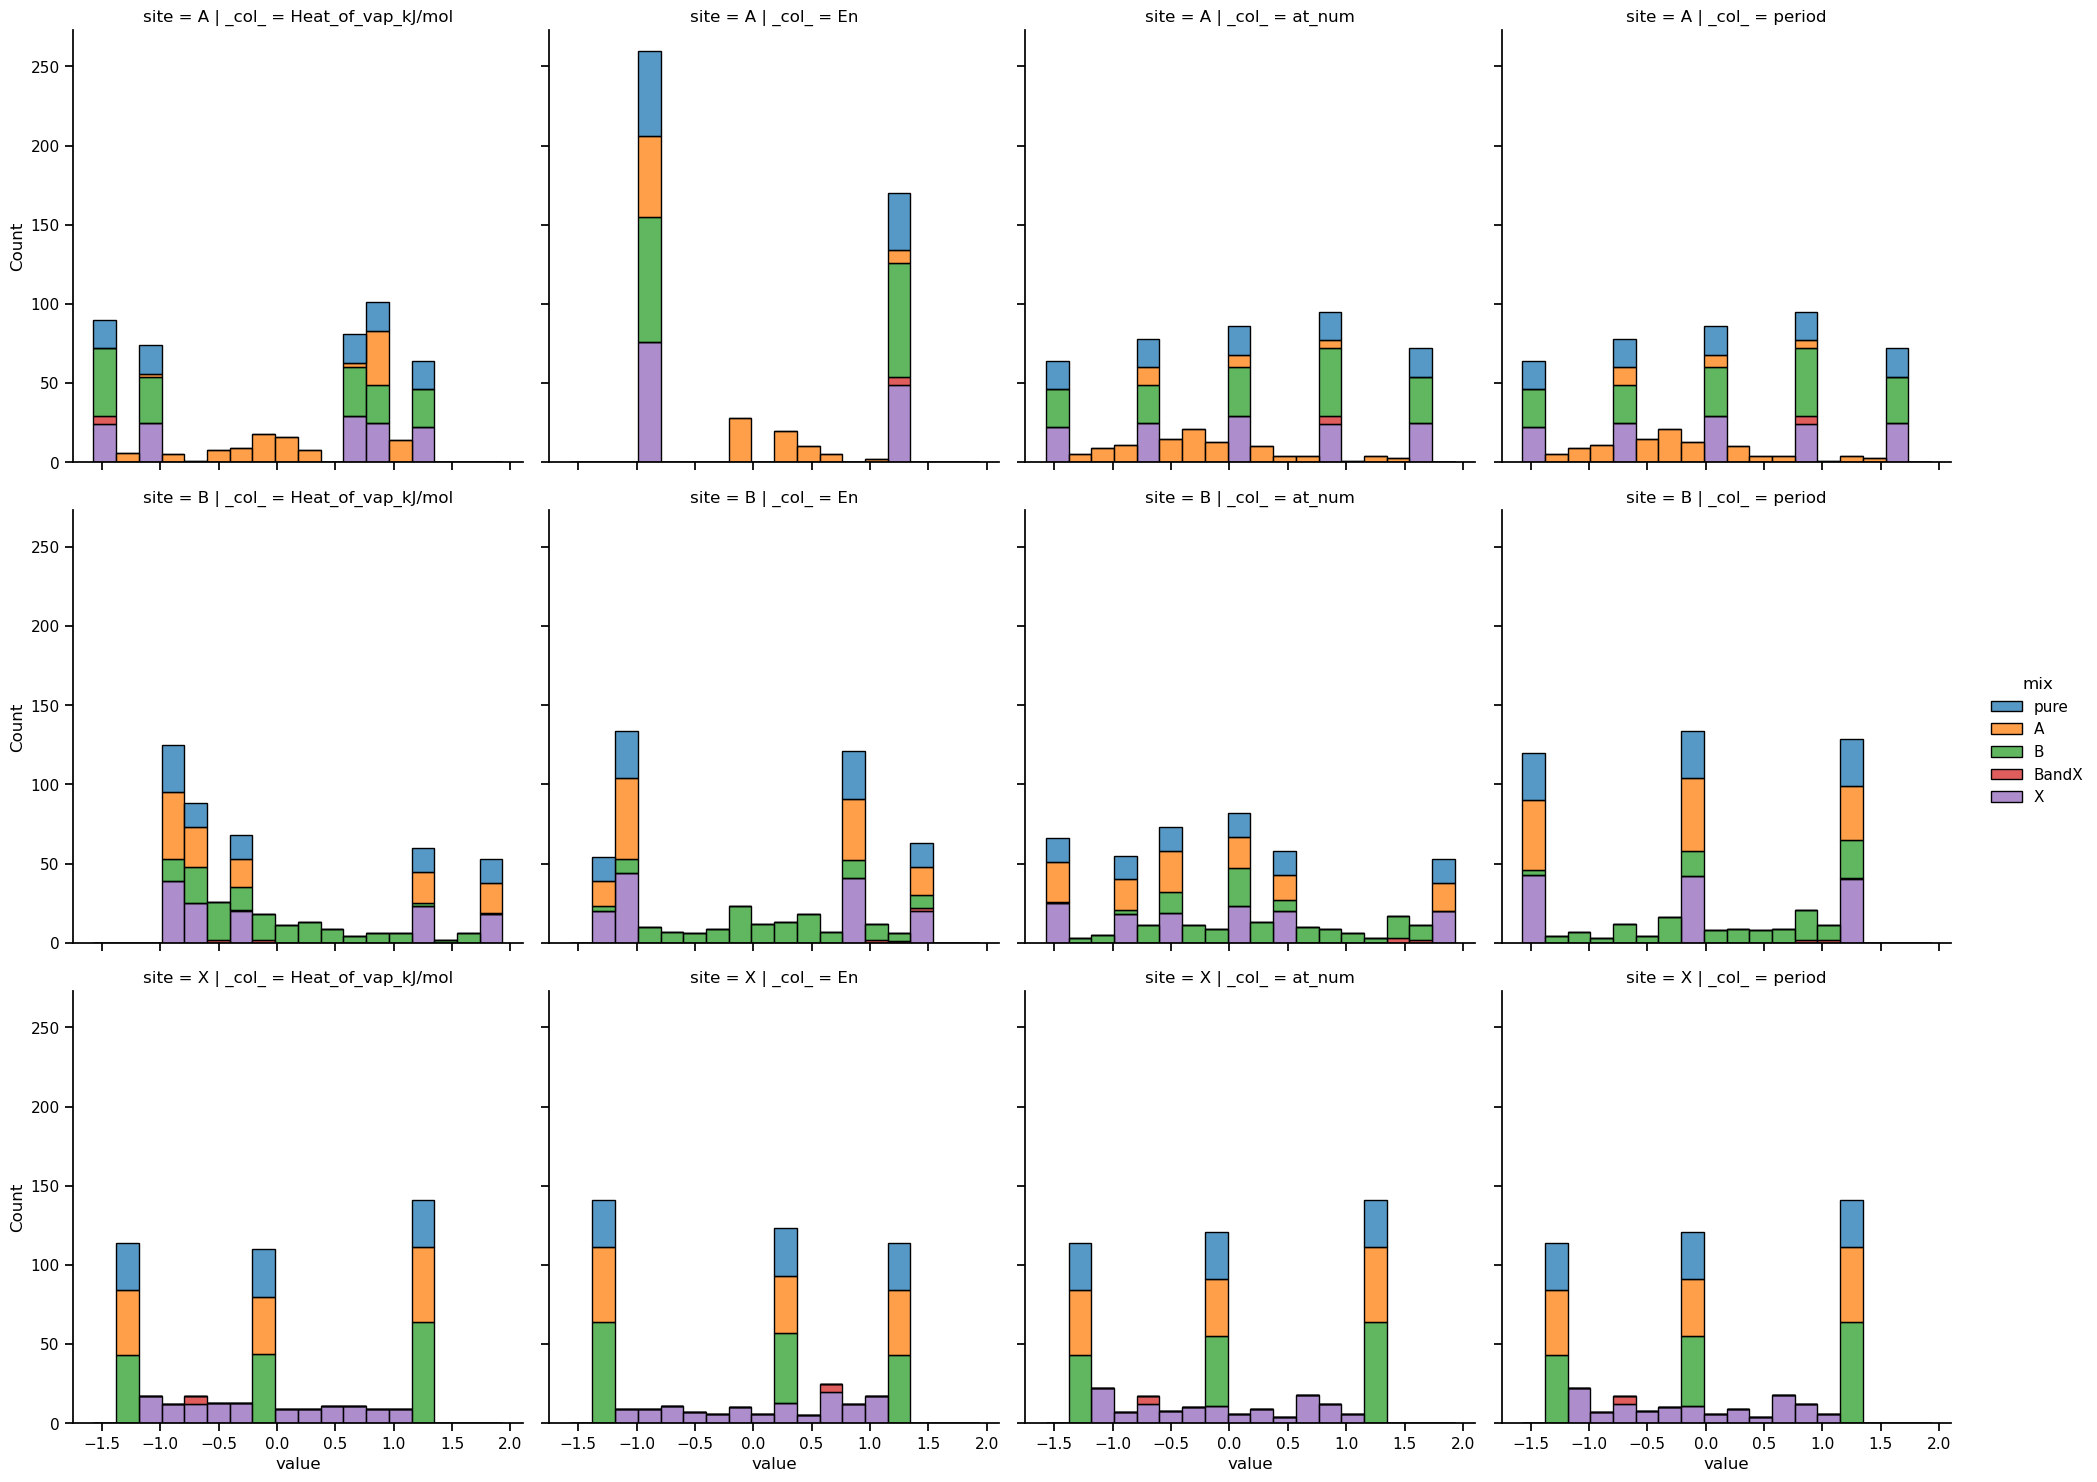 site = A | _col_ = Heat_of_vap_kJ/mol
site = A | _col_ = En
site = A | _col_ = at_num
site = A | _col_ = period
250
200
150
100
50
0
Count
site = B | _col_ = Heat_of_vap_kJ/mol
site = B | _col_ = En
site = B | _col_ = at_num
site = B | _col_ = period
250
200
150
100
50
0
Count
mix
pure
A
B
BandX
X
site = X | _col_ = Heat_of_vap_kJ/mol
site = X | _col_ = En
site = X | _col_ = at_num
site = X | _col_ = period
250
200
150
100
50
0
Count
−1.5 −1.0 −0.5 0.0 0.5 1.0 1.5 2.0
value
−1.5 −1.0 −0.5 0.0 0.5 1.0 1.5 2.0
value
−1.5 −1.0 −0.5 0.0 0.5 1.0 1.5 2.0
value
−1.5 −1.0 −0.5 0.0 0.5 1.0 1.5 2.0
value